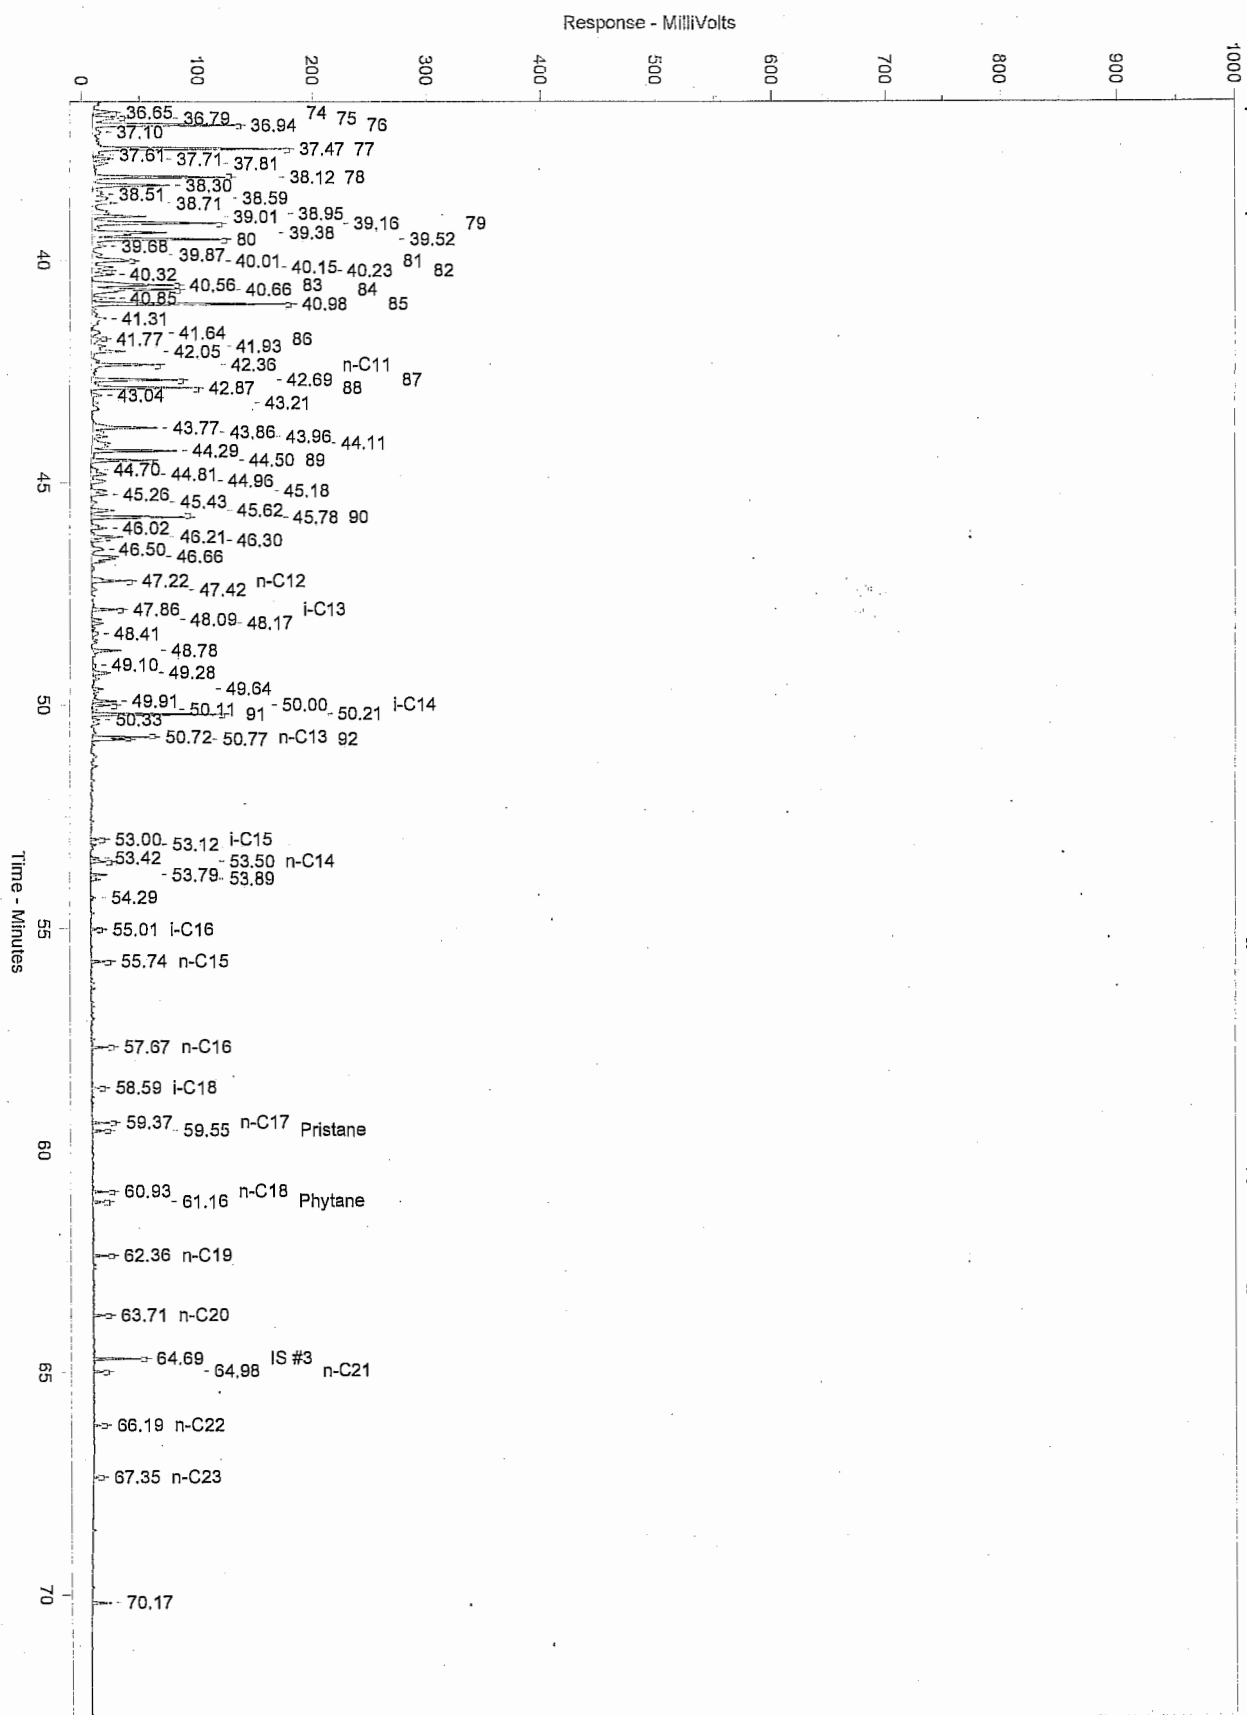 Response - MilliVolts
0 100 200 300 400 500 600 700 800 900 1000
36.65 36.79 36.94 74 75 76
37.10
37.47 77
37.61 37.71 37.81
38.12 78
38.30
38.51 38.71 38.59
39.01 38.95 39.16 79
80 39.38 39.52
39.68 39.87 40.01 40.15 40.23 81 82
40
40.32
40.56 40.66 83 84
40.85 40.98 85
41.31
41.77 41.64
42.05 41.93 86
42.36 n-C11
42.69 87
42.87 88
43.04 43.21
43.77 43.86 43.96 44.11
44.29 44.50 89
44.70 44.81 44.96 45.18
45
45.26 45.43 45.62 45.78 90
46.02 46.21 46.30
46.50 46.66
47.22 47.42 n-C12
47.86 48.09 48.17 i-C13
48.41
48.78
49.10 49.28
49.64
49.91 50.11 91 50.00 50.21 i-C14
50
50.33
50.72 50.77 n-C13 92
53.00 53.12 i-C15
53.42 53.50 n-C14
53.79 53.89
54.29
55.01 i-C16
55
55.74 n-C15
57.67 n-C16
58.59 i-C18
59.37 59.55 n-C17 Pristane
60
60.93 61.16 n-C18 Phytane
62.36 n-C19
63.71 n-C20
64.69 IS #3
64.98 n-C21
65
66.19 n-C22
67.35 n-C23
70
70.17
Time - Minutes